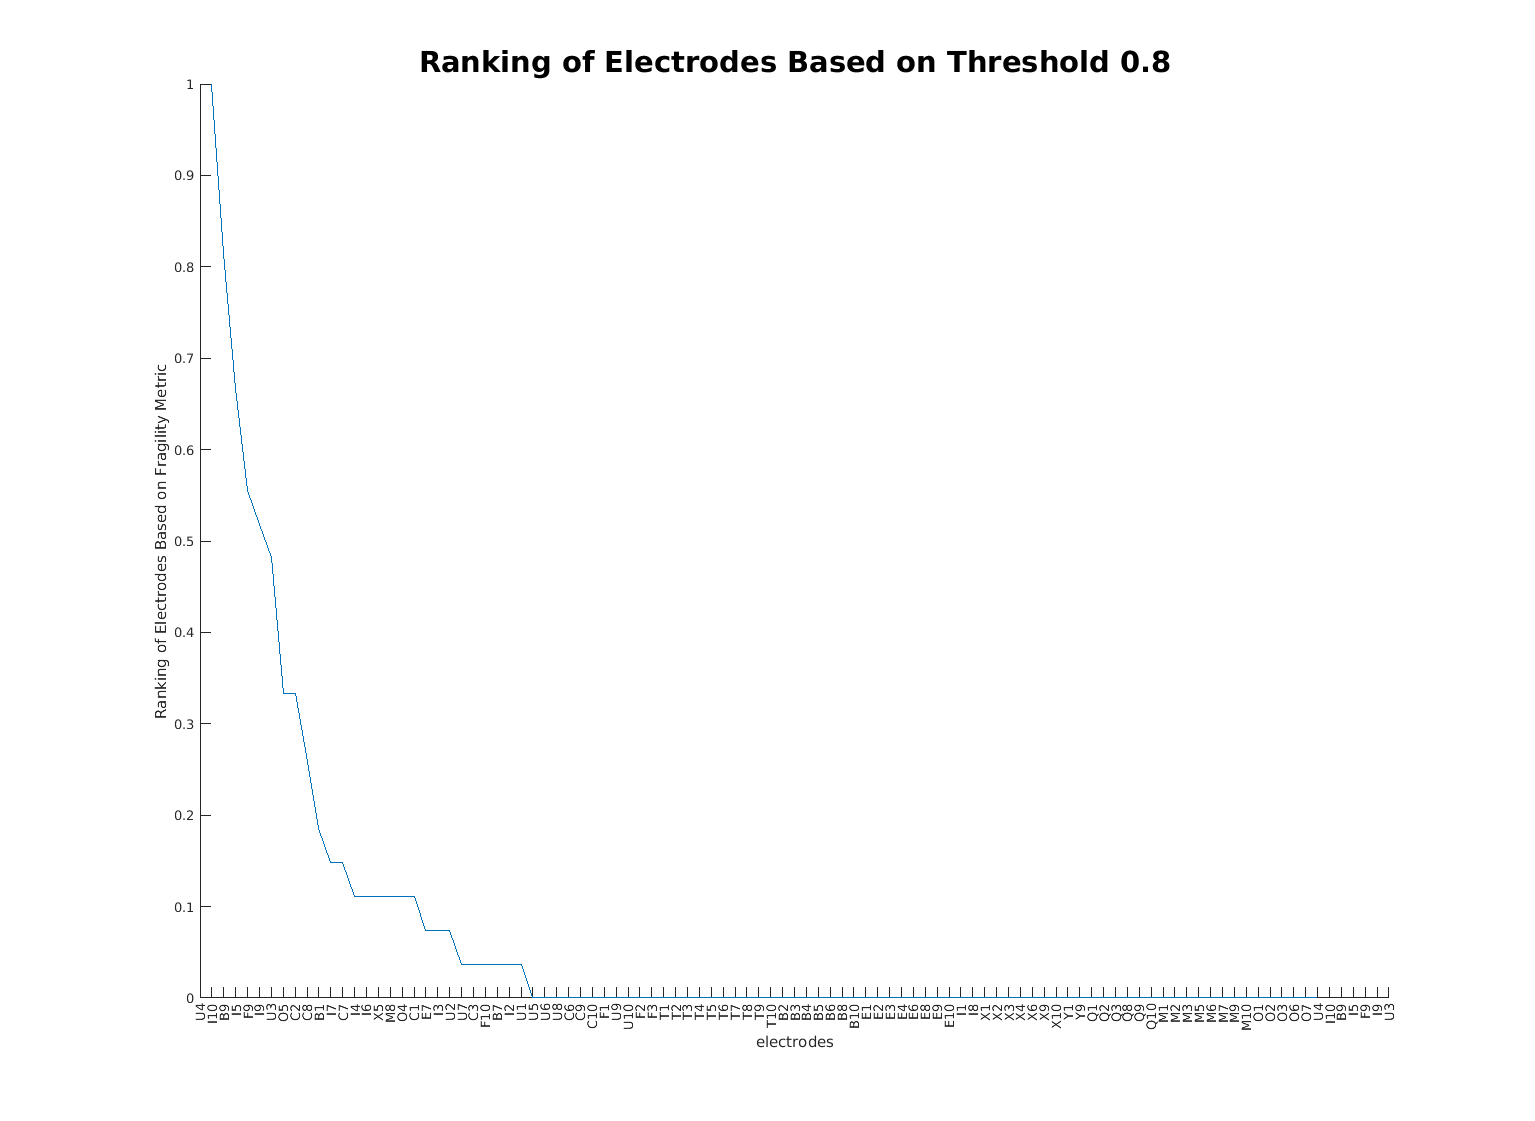 Ranking of Electrodes Based on Threshold 0.8
1
0.9
0.8
0.7
0.6
0.5
0.4
0.3
0.2
0.1
0
Ranking of Electrodes Based on Fragility Metric
U4 I10 B9 I5 F9 I9 U3 O5 C2 C8 B1 I7 C7 I4 I6 X5 M8 O4 C1 E7 I3 U2 U7 C3 F10 B7 I2 U1 U5 U6 U8 C6 C9 C10 F1 U9 U10 F2 F3 T1 T2 T3 T4 T5 T6 T7 T8 T9 T10 B2 B3 B4 B5 B6 B8 B10 E1 E2 E3 E4 E6 E8 E9 E10 I1 I8 X1 X2 X3 X4 X6 X9 X10 Y1 Y9 Q1 Q2 Q3 Q8 Q9 Q10 M1 M2 M3 M5 M6 M7 M9 M10 O1 O2 O3 O6 O7 U4 I10 B9 I5 F9 I9 U3
electrodes